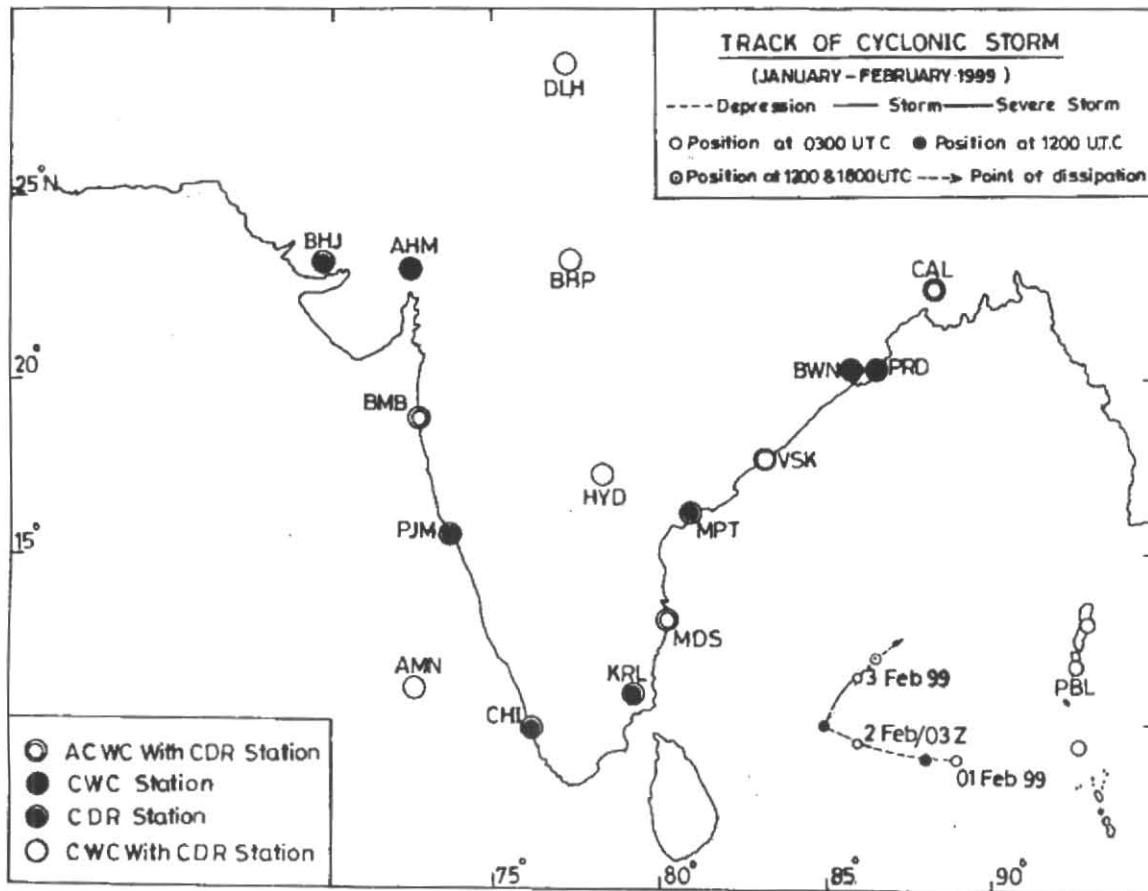 TRACK OF CYCLONIC STORM
(JANUARY – FEBRUARY 1999)
----Depression —— Storm —— Severe Storm
○ Position at 0300 UTC ● Position at 1200 U.T.C
⊙ Position at 1200 & 1800 UTC ---> Point of dissipation
DLH
25°N
BHJ
AHM
BHP
CAL
20°
BWN
PRD
BMB
VSK
HYD
PJM
MPT
15°
MDS
AMN
KRL
3 Feb 99
PBL
CHL
2 Feb/03 Z
01 Feb 99
ACWC With CDR Station
CWC Station
CDR Station
CWC With CDR Station
75°
80°
85°
90°